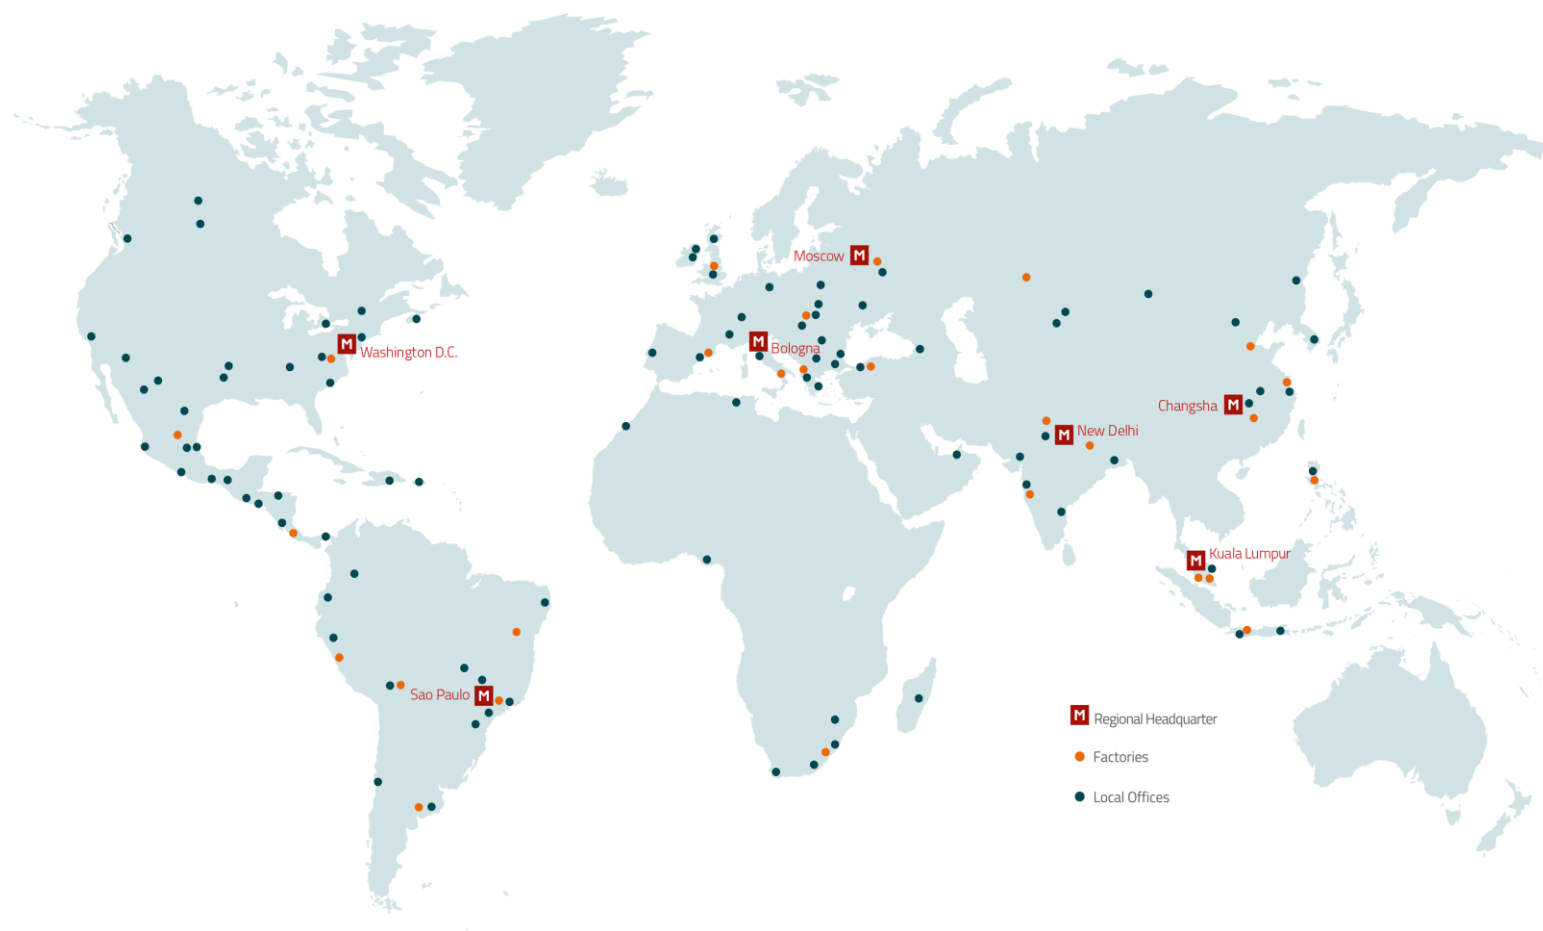 Moscow
M
M
Washington D.C.
M
Bologna
Changsha
M
M
New Delhi
M
Kuala Lumpur
Sao Paulo
M
M
Regional Headquarter
Factories
Local Offices